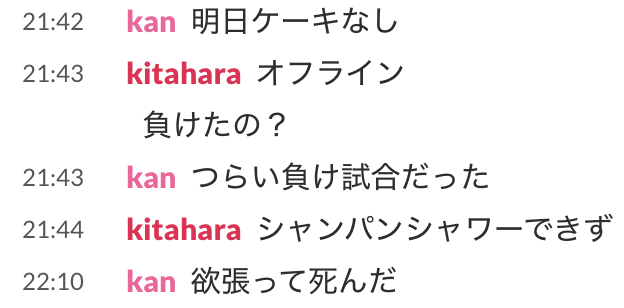 21:42 kan 明日ケーキなし
21:43 kitahara オフライン
負けたの？
21:43 kan つらい負け試合だった
21:44 kitahara シャンパンシャワーできず
22:10 kan 欲張って死んだ